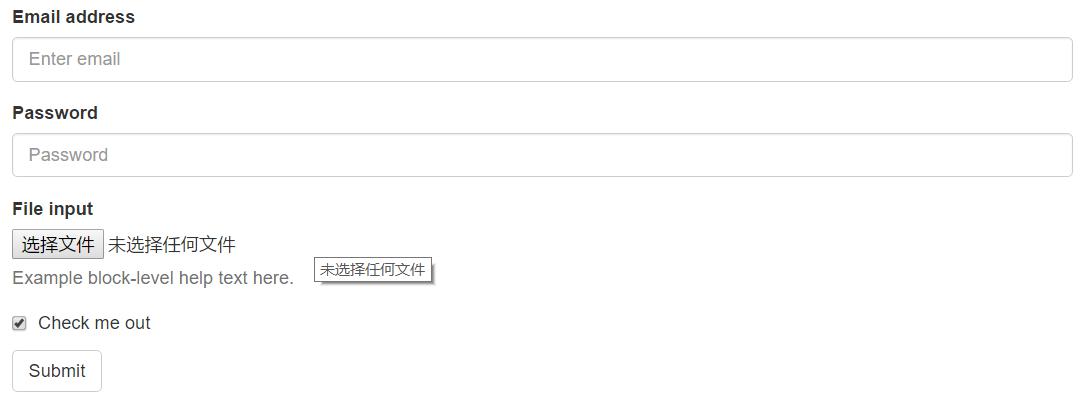 Email address
Enter email
Password
Password
File input
选择文件 未选择任何文件
未选择任何文件
Example block-level help text here.
Check me out
Submit